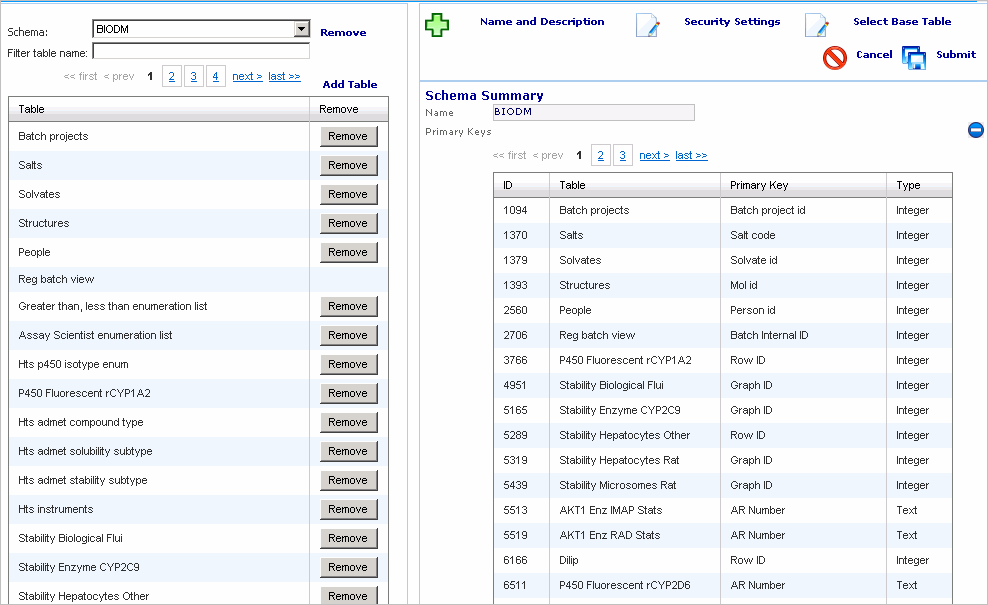 Schema: BIODM Remove
Filter table name:
<< first < prev 1 2 3 4 next > last >>
Add Table
Table Remove
Batch projects Remove
Salts Remove
Solvates Remove
Structures Remove
People Remove
Reg batch view
Greater than, less than enumeration list Remove
Assay Scientist enumeration list Remove
Hts p450 isotype enum Remove
P450 Fluorescent rCYP1A2 Remove
Hts admet compound type Remove
Hts admet solubility subtype Remove
Hts admet stability subtype Remove
Hts instruments Remove
Stability Biological Flui Remove
Stability Enzyme CYP2C9 Remove
Stability Hepatocytes Other Remove
Name and Description Security Settings Select Base Table
Cancel Submit
Schema Summary
Name BIODM
Primary Keys
<< first < prev 1 2 3 next > last >>
ID Table Primary Key Type
1094 Batch projects Batch project id Integer
1370 Salts Salt code Integer
1379 Solvates Solvate id Integer
1393 Structures Mol id Integer
2560 People Person id Integer
2706 Reg batch view Batch Internal ID Integer
3766 P450 Fluorescent rCYP1A2 Row ID Integer
4951 Stability Biological Flui Graph ID Integer
5165 Stability Enzyme CYP2C9 Graph ID Integer
5289 Stability Hepatocytes Other Row ID Integer
5319 Stability Hepatocytes Rat Graph ID Integer
5439 Stability Microsomes Rat Graph ID Integer
5513 AKT1 Enz IMAP Stats AR Number Text
5519 AKT1 Enz RAD Stats AR Number Text
6166 Dilip Row ID Integer
6511 P450 Fluorescent rCYP2D6 AR Number Text